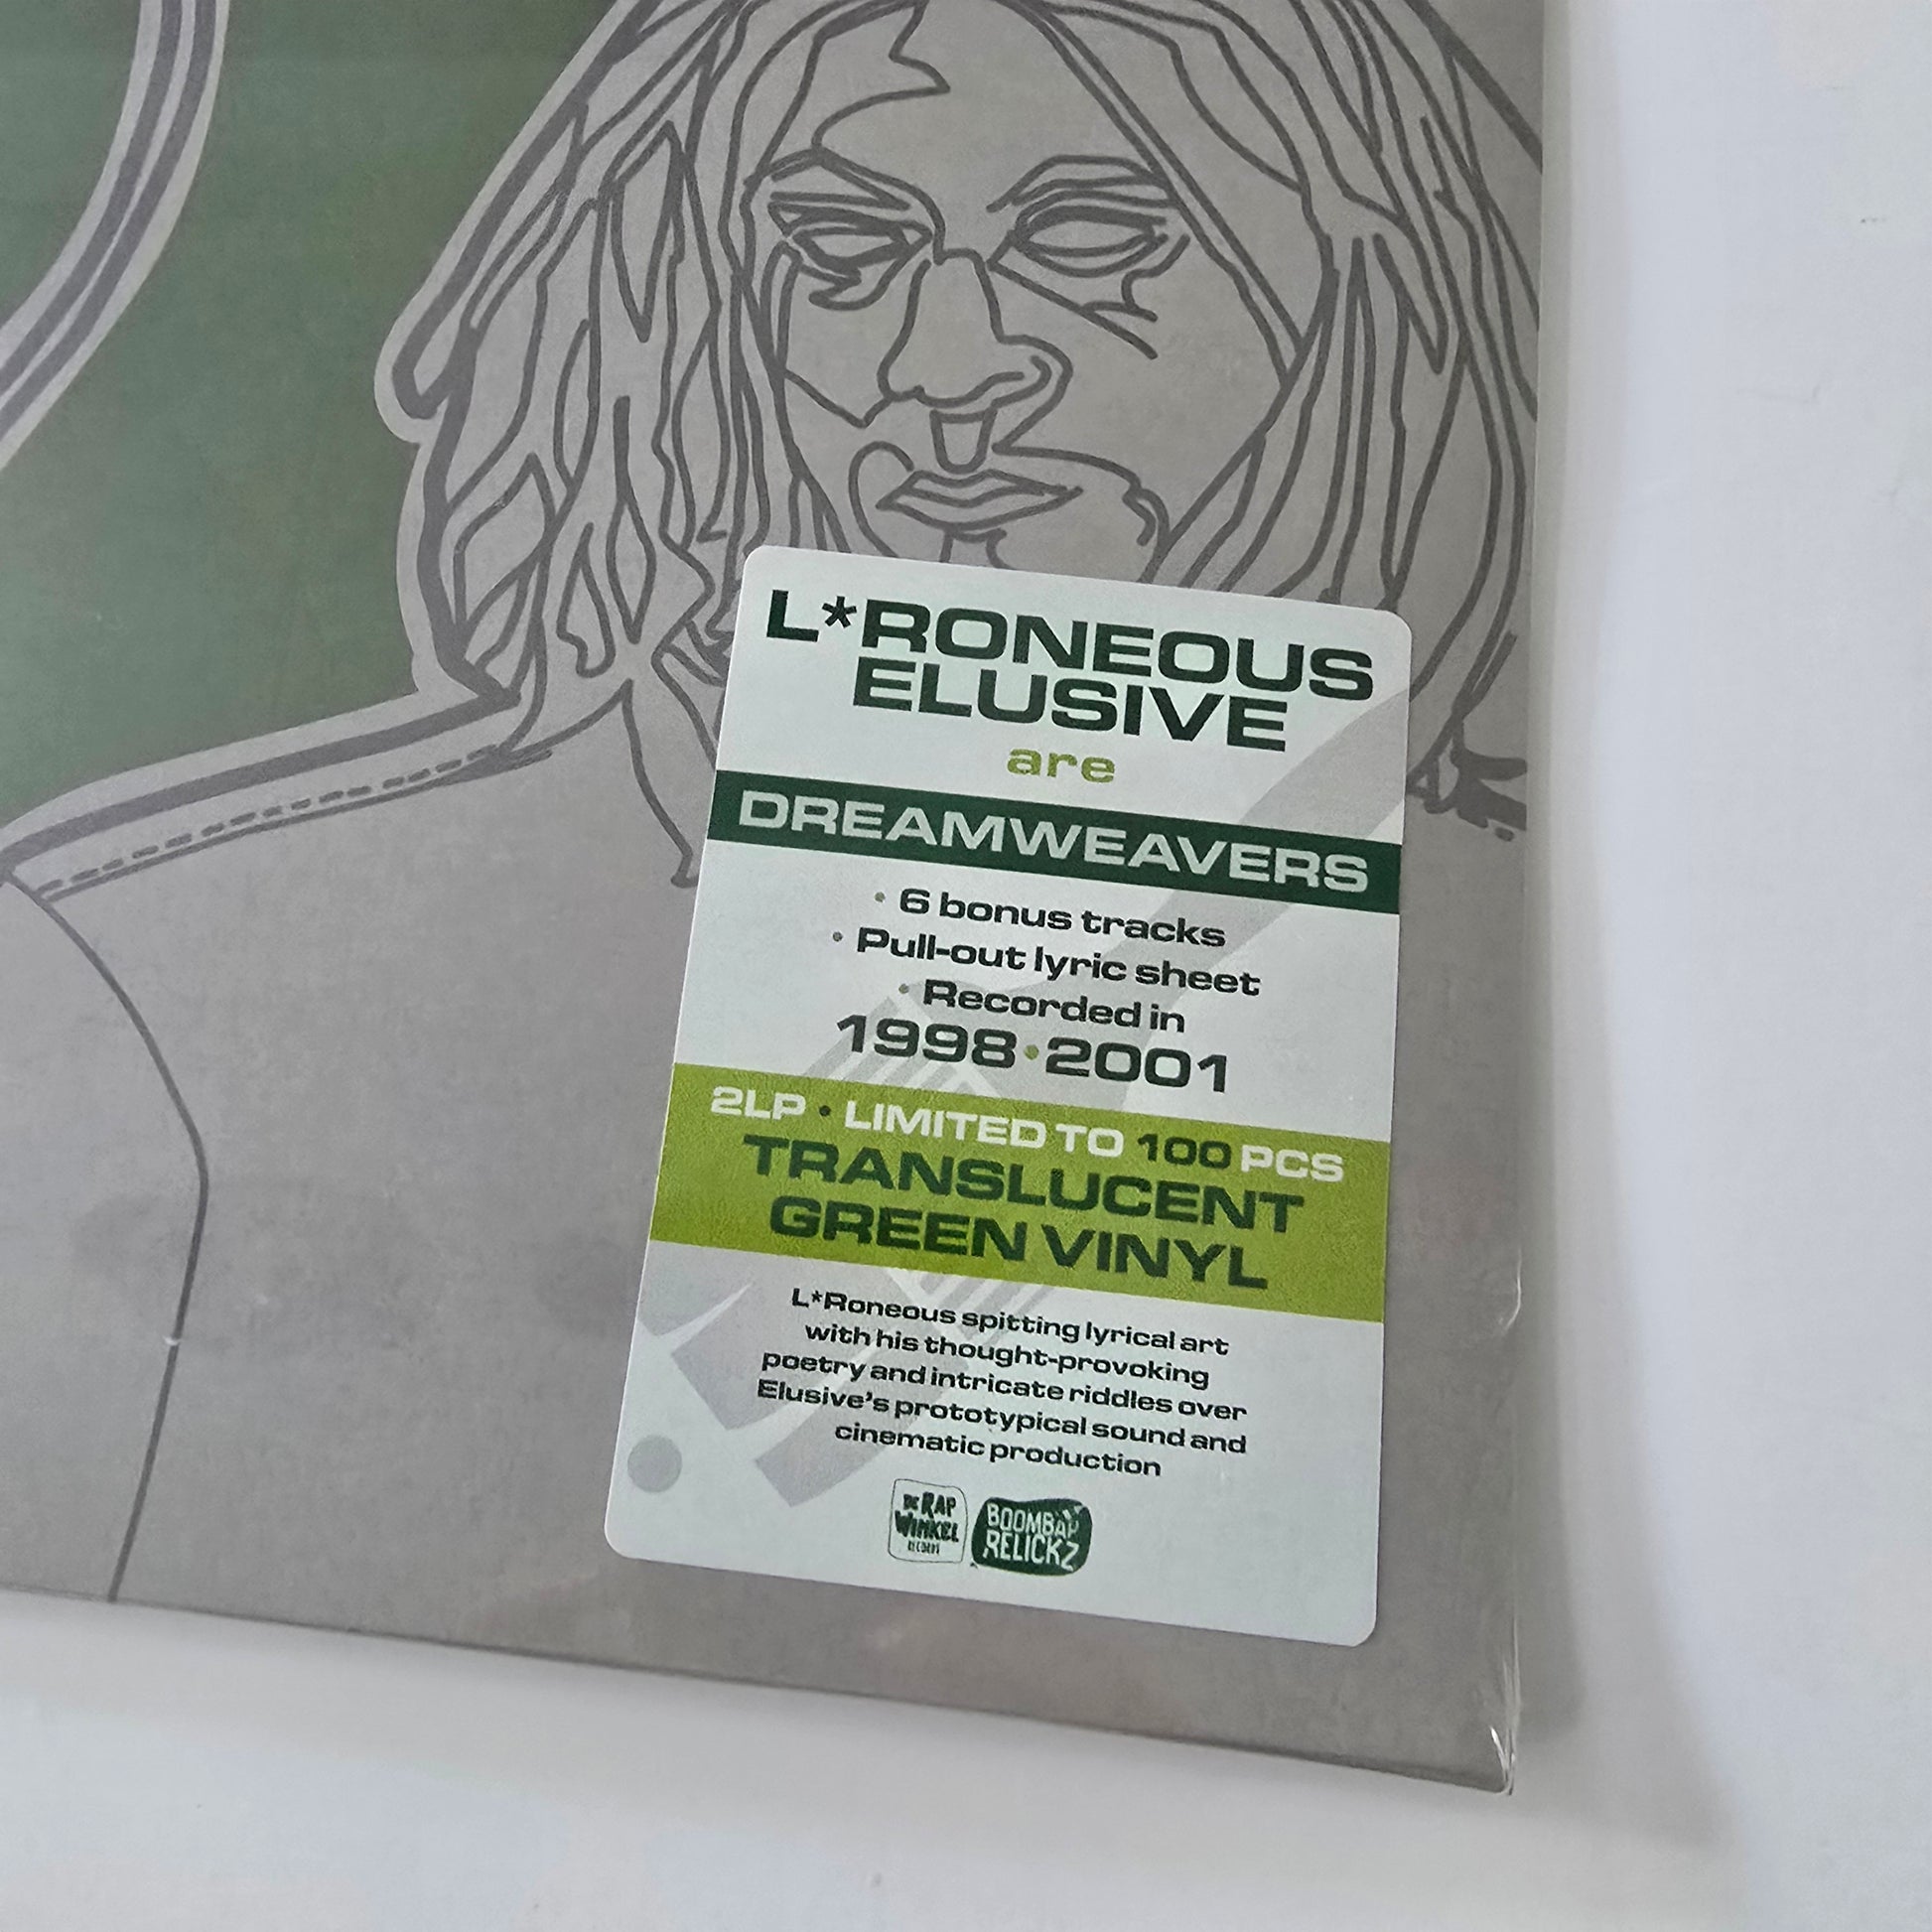 L*RONEOUS
ELUSIVE
are
DREAMWEAVERS
• 6 bonus tracks
• Pull-out lyric sheet
• Recorded in
1998•2001
2LP • LIMITED TO 100 PCS
TRANSLUCENT
GREEN VINYL
L*Roneous spitting lyrical art
with his thought-provoking
poetry and intricate riddles over
Elusive's prototypical sound and
cinematic production
DE RAP
WINKEL
RECORDS
BOOMBAP
RELICKZ